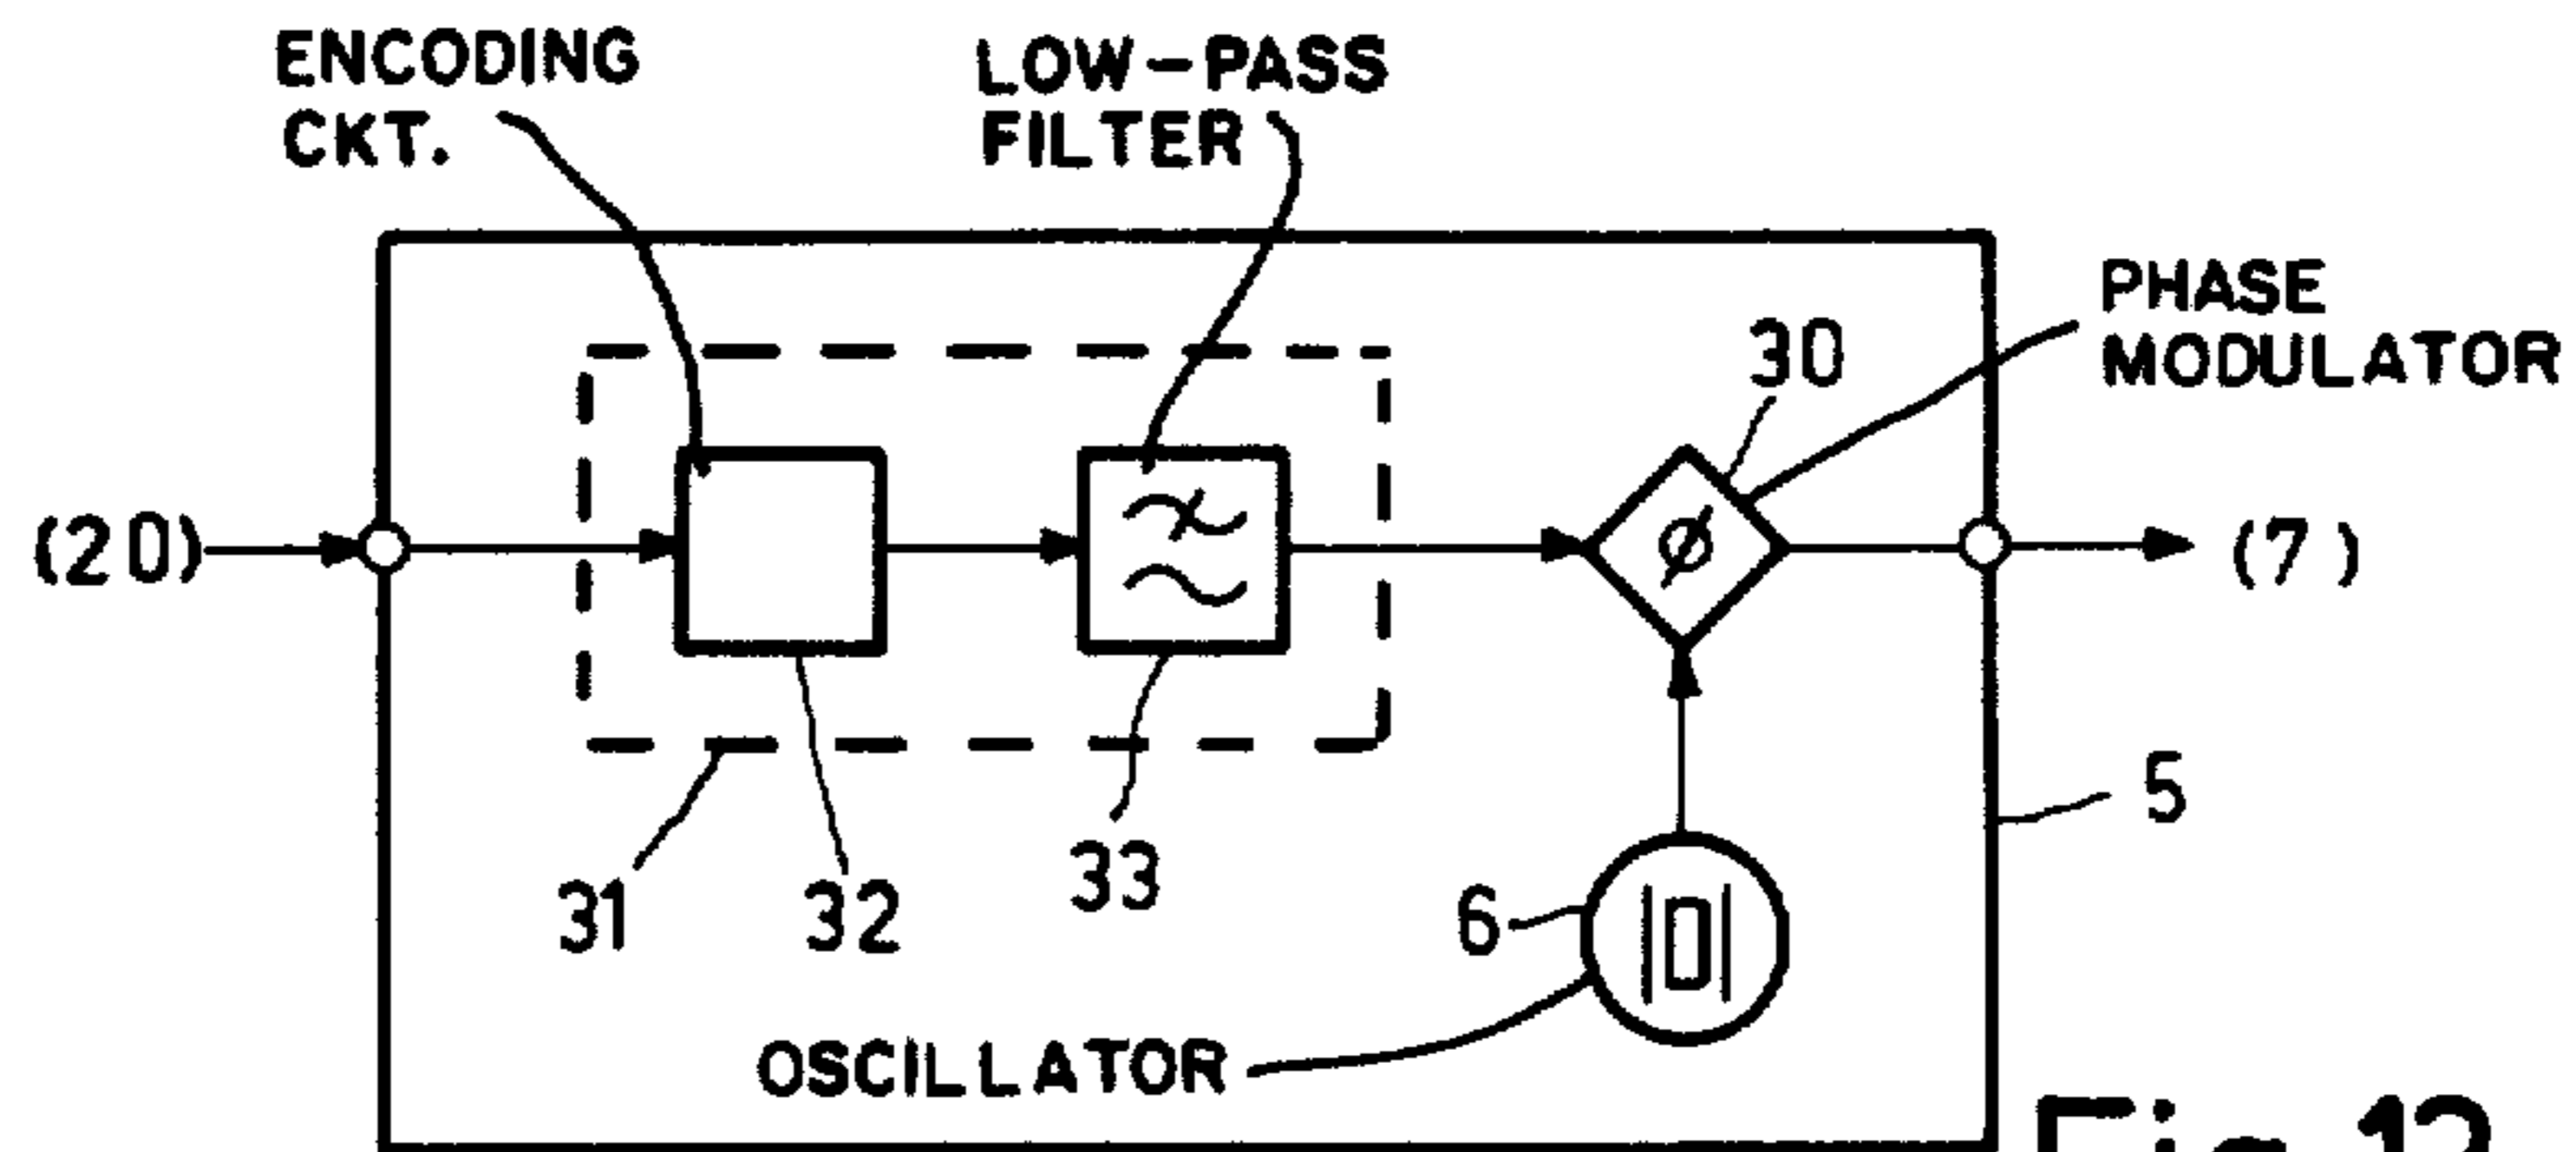 ENCODING
CKT.
LOW-PASS
FILTER
PHASE
MODULATOR
30
(20)
ϕ
(7)
5
31
32
33
6
OSCILLATOR